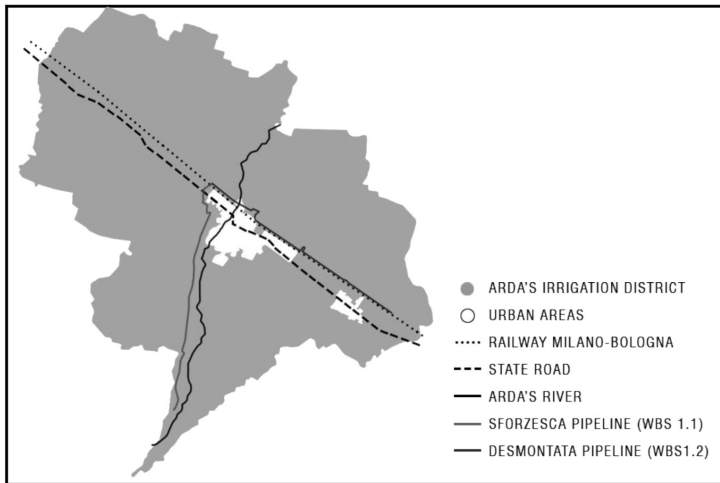 ARDA'S IRRIGATION DISTRICT
URBAN AREAS
RAILWAY MILANO-BOLOGNA
STATE ROAD
ARDA'S RIVER
SFORZESCA PIPELINE (WBS 1.1)
DESMONTATA PIPELINE (WBS1.2)